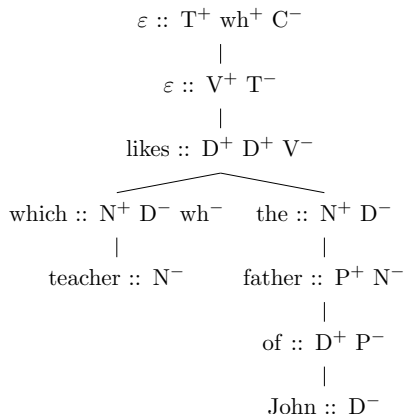 ε :: T⁺ wh⁺ C⁻
ε :: V⁺ T⁻
likes :: D⁺ D⁺ V⁻
which :: N⁺ D⁻ wh⁻ the :: N⁺ D⁻
teacher :: N⁻ father :: P⁺ N⁻
of :: D⁺ P⁻
John :: D⁻